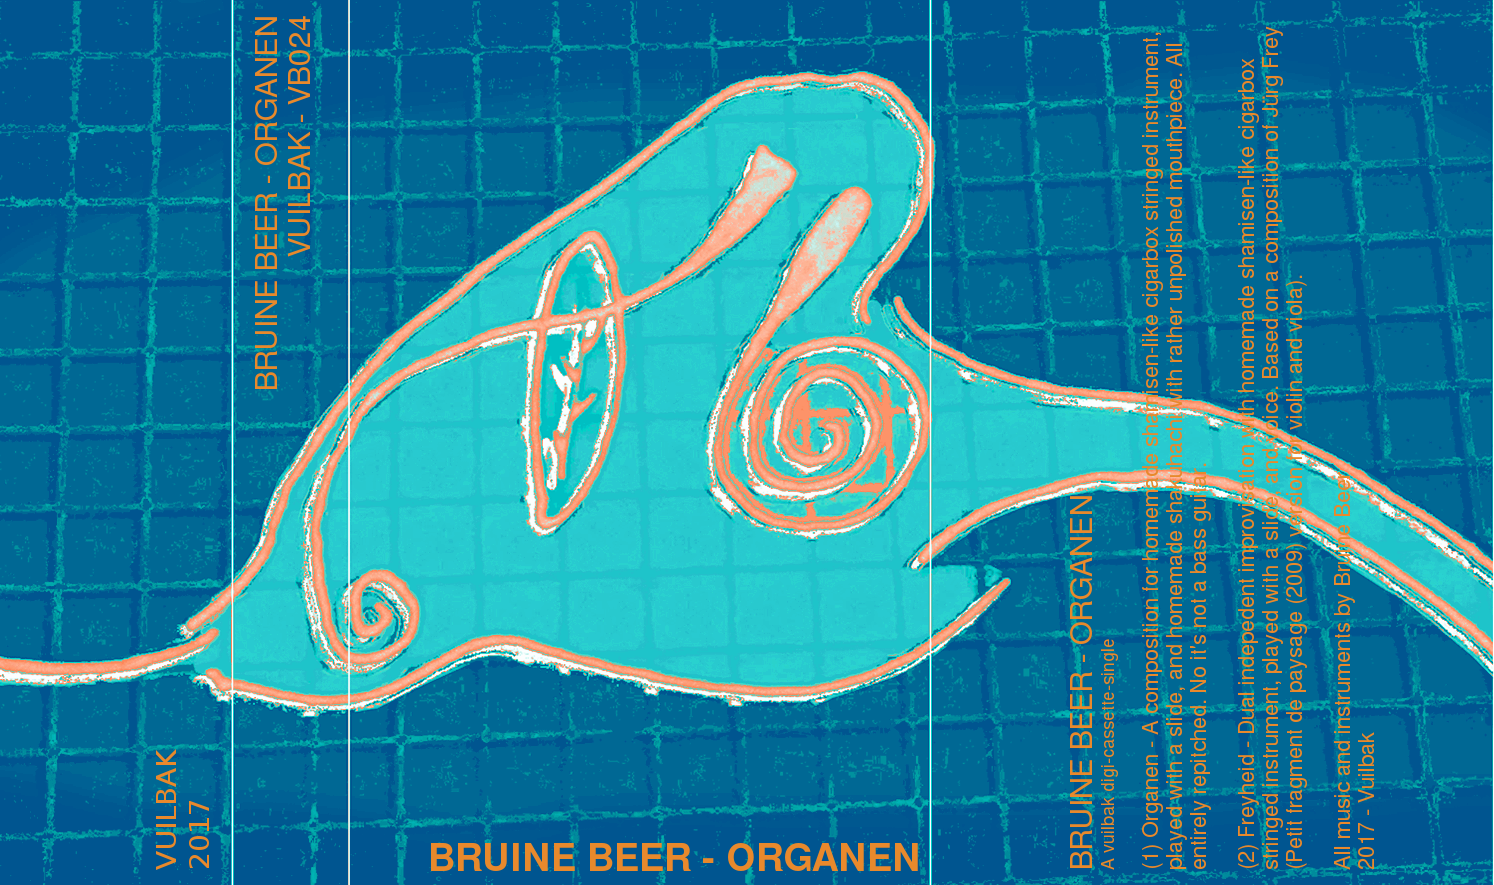 VUILBAK
2017
BRUINE BEER - ORGANEN
VUILBAK - VB024
BRUINE BEER - ORGANEN
BRUINE BEER - ORGANEN
A vuilbak digi-cassette-single
(1) Organen - A composition for homemade shamisen-like cigarbox stringed instrument,
played with a slide, and homemade shakuhachi with rather unpolished mouthpiece. All
entirely repitched. No it's not a bass guitar.
(2) Freyheid - Dual indepedent improvisation with homemade shamisen-like cigarbox
stringed instrument, played with a slide, and voice. Based on a composition of Jürg Frey
(Petit fragment de paysage (2009) version for violin and viola).
All music and instruments by Bruine Beer
2017 - Vuilbak